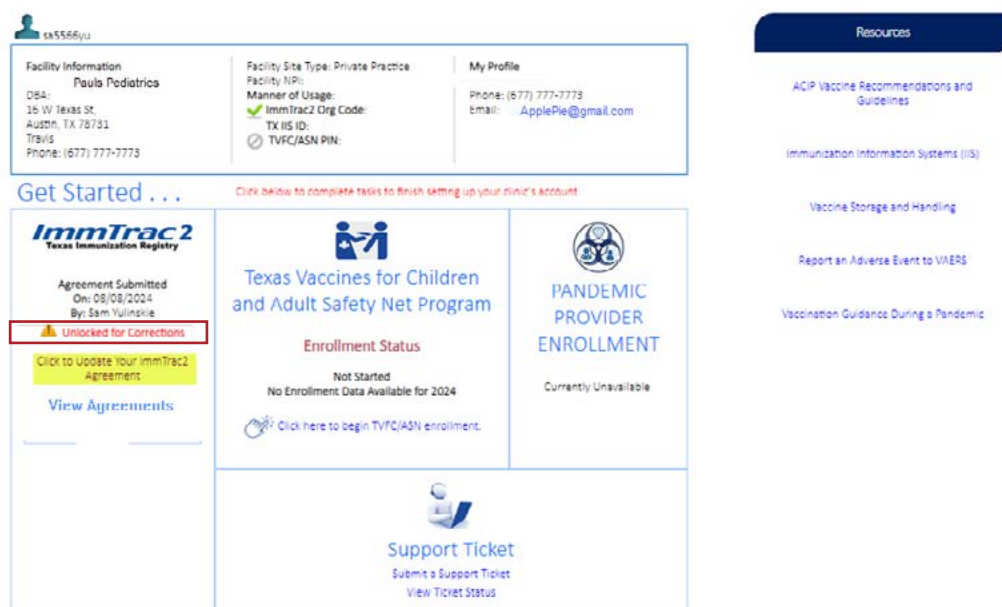 sa5566yu
Facility Information
Pauls Pediatrics
DBA:
16 W Texas St,
Austin, TX 78731
Travis
Phone: (677) 777-7773
Facility Site Type: Private Practice
Facility NPI:
Manner of Usage:
ImmTrac2 Org Code:
TX IIS ID:
TVFC/ASN PIN:
My Profile
Phone: (677) 777-7773
Email: ApplePie@gmail.com
Get Started . . .
Click below to complete tasks to finish setting up your clinic's account
ImmTrac2
Texas Immunization Registry
Agreement Submitted
On: 08/08/2024
By: Sam Yulinskie
Unlocked for Corrections
Click to Update Your ImmTrac2
Agreement
View Agreements
Texas Vaccines for Children
and Adult Safety Net Program
Enrollment Status
Not Started
No Enrollment Data Available for 2024
Click here to begin TVFC/ASN enrollment.
PANDEMIC
PROVIDER
ENROLLMENT
Currently Unavailable
Support Ticket
Submit a Support Ticket
View Ticket Status
Resources
ACIP Vaccine Recommendations and
Guidelines
Immunization Information Systems (IIS)
Vaccine Storage and Handling
Report an Adverse Event to VAERS
Vaccination Guidance During a Pandemic